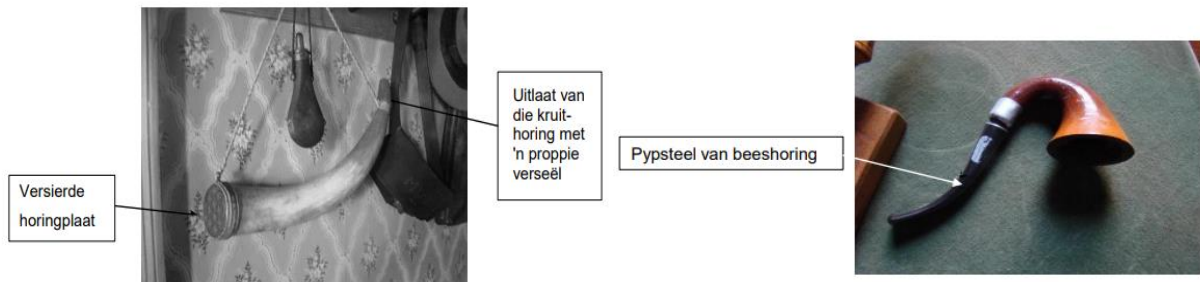 Versierde
horingplaat
Uitlaat van
die kruit-
horing met
'n proppie
verseël
Pypsteel van beeshoring